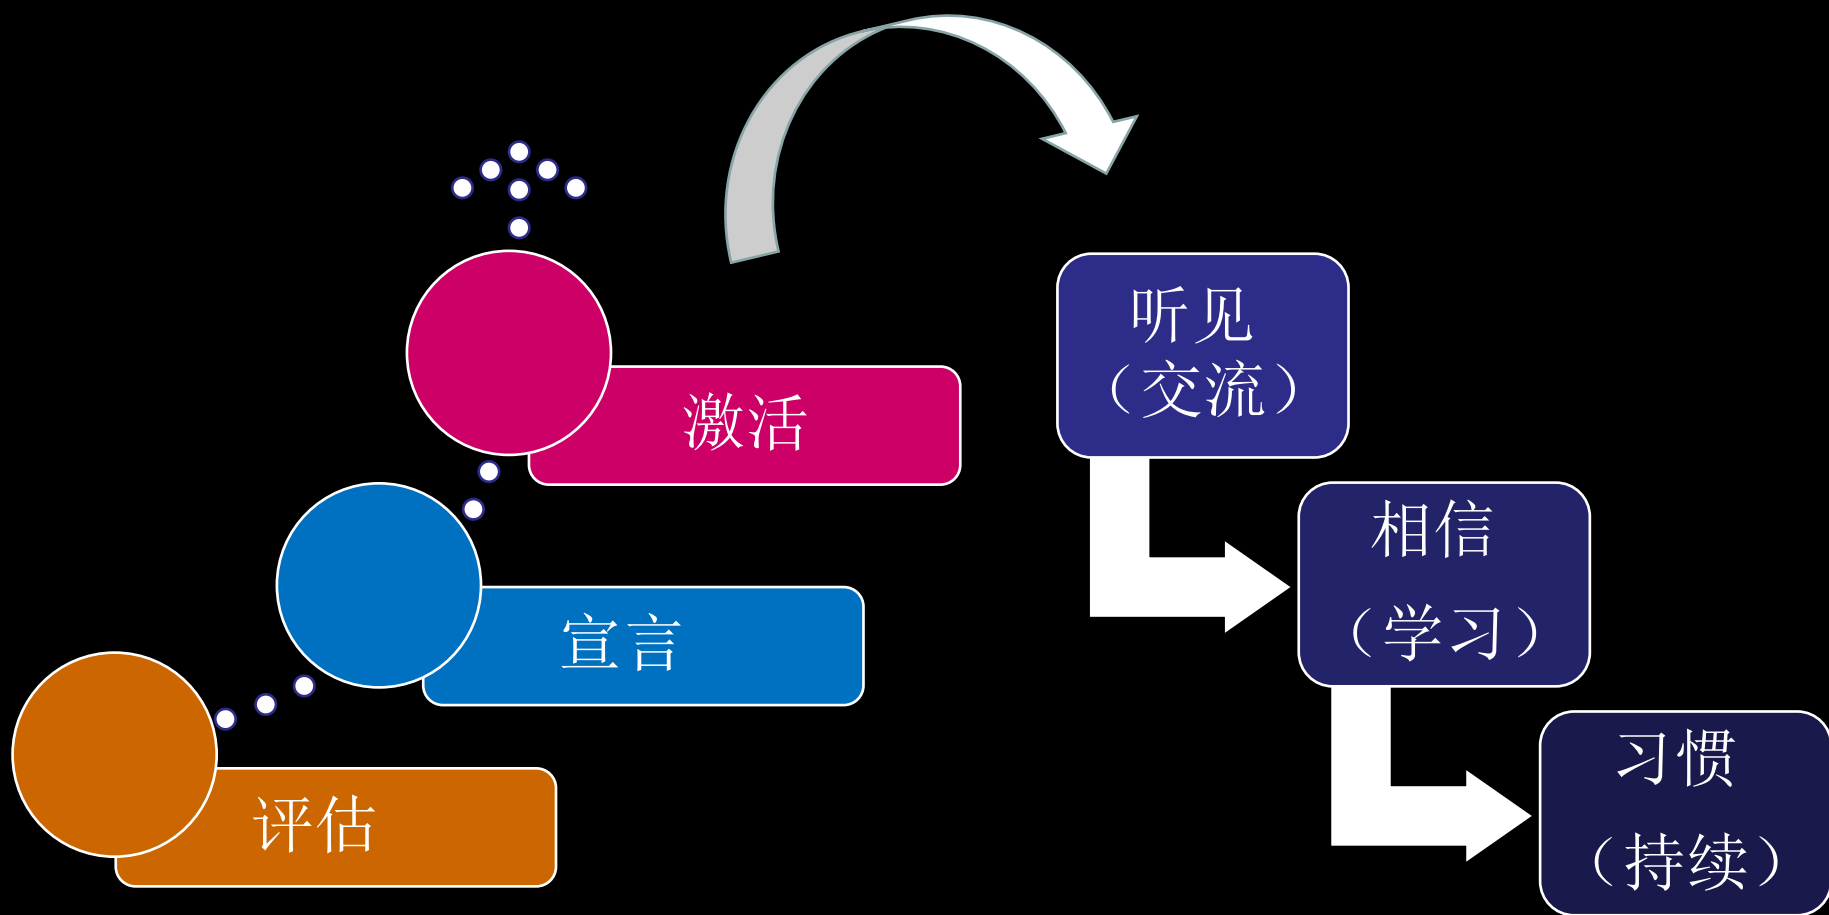 听见
（交流）
激活
相信
（学习）
宣言
习惯
（持续）
评估